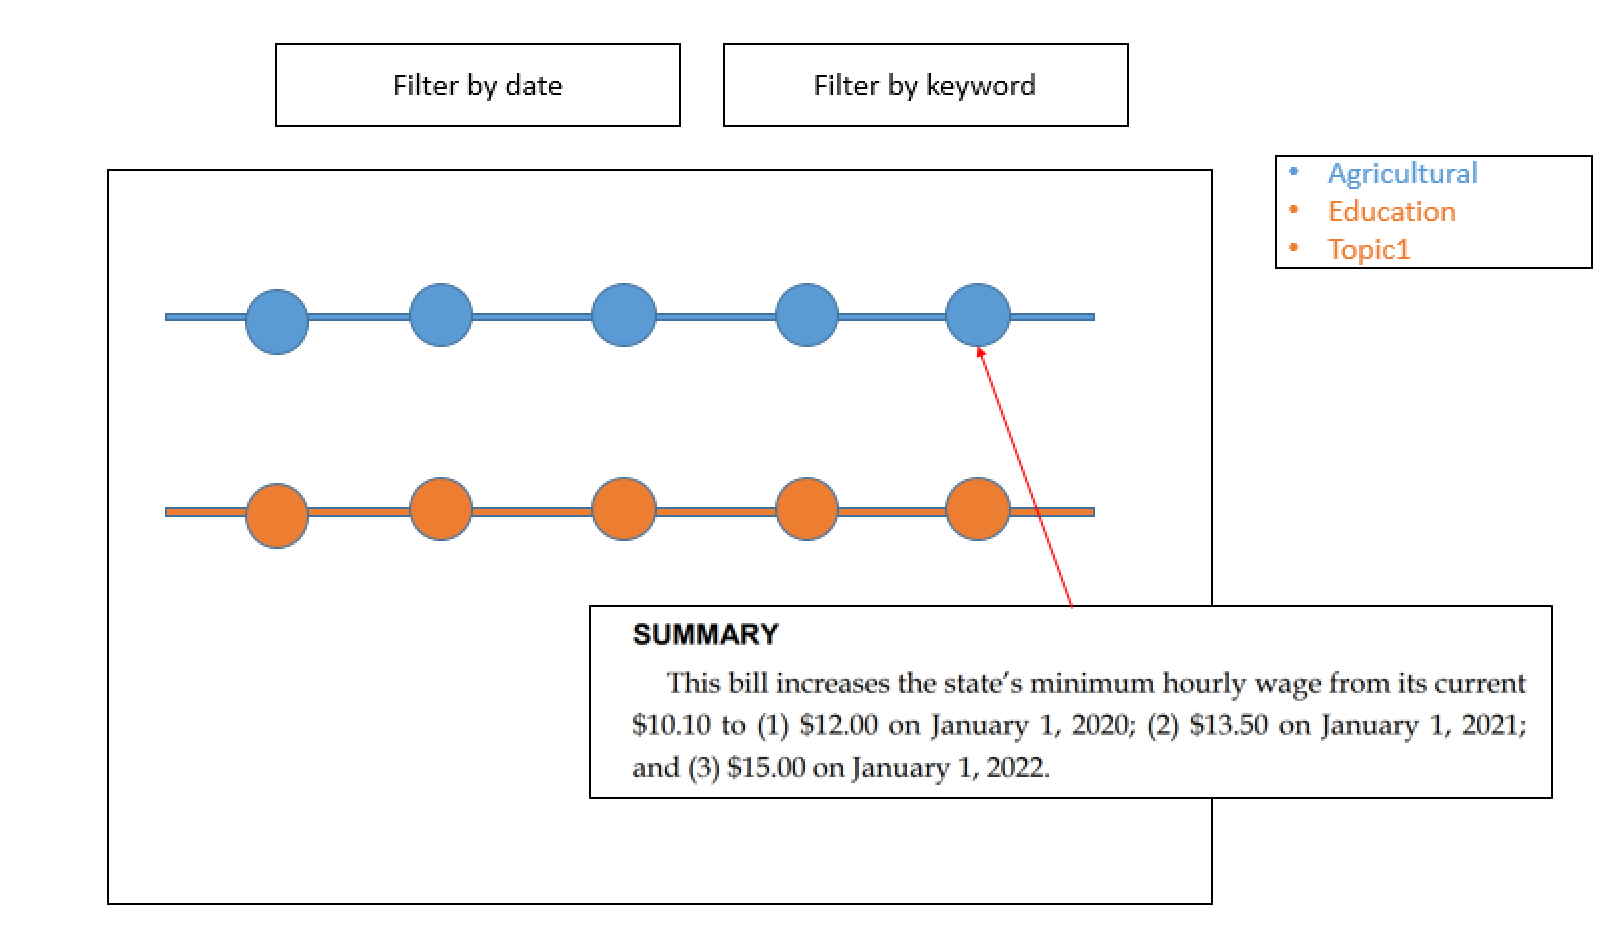 Filter by date
Filter by keyword
• Agricultural
• Education
• Topic1
SUMMARY
This bill increases the state’s minimum hourly wage from its current
$10.10 to (1) $12.00 on January 1, 2020; (2) $13.50 on January 1, 2021;
and (3) $15.00 on January 1, 2022.